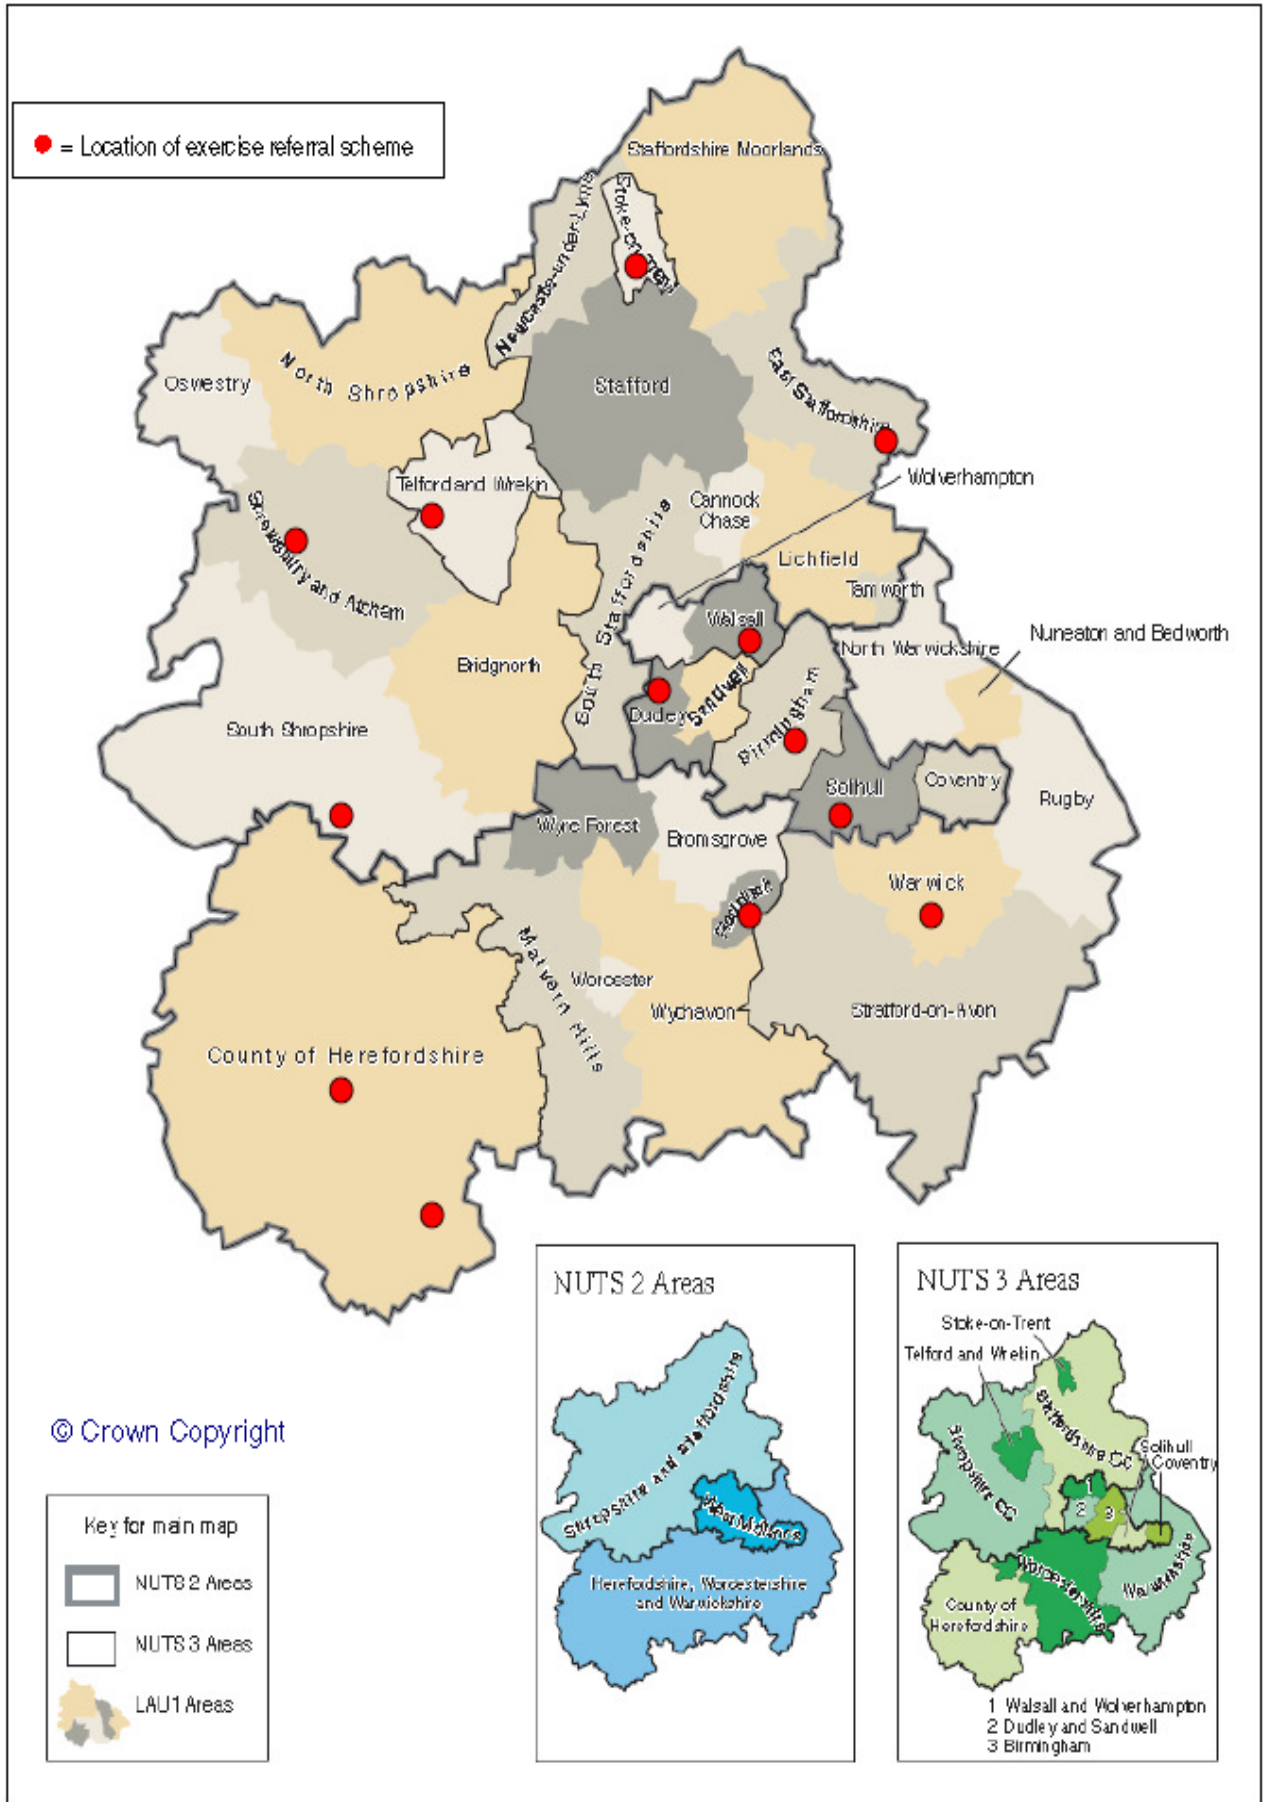 = Location of exercise referral scheme
Staffordshire Moorlands
Newcastle-under-Lyme
Stoke-on-Trent
Oswestry
North Shropshire
Stafford
East Staffordshire
Wolverhampton
Telford and Wrekin
Cannock
Chase
Shrewsbury and Atcham
South Staffordshire
Lichfield
Tamworth
Walsall
Nuneaton and Bedworth
North Warwickshire
Bridgnorth
Sandwell
Dudley
Birmingham
South Shropshire
Solihull
Coventry
Rugby
Wyre Forest
Bromsgrove
Warwick
Redditch
Malvern Hills
Worcester
Wychavon
Stratford-on-Avon
County of Herefordshire
NUTS 2 Areas
Shropshire and Staffordshire
West Midlands
Herefordshire, Worcestershire
and Warwickshire
NUTS 3 Areas
Stoke-on-Trent
Telford and Wrekin
Staffordshire CC
Shropshire CC
Solihull
Coventry
1
2
3
Worcestershire
Warwickshire
County of
Herefordshire
1 Walsall and Wolverhampton
2 Dudley and Sandwell
3 Birmingham
© Crown Copyright
Key for main map
NUTS 2 Areas
NUTS 3 Areas
LAU1 Areas